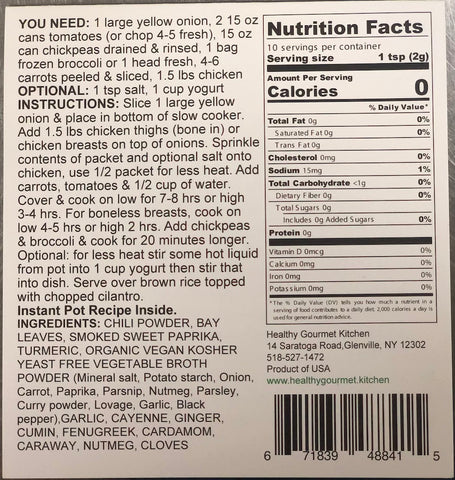 YOU NEED: 1 large yellow onion, 2 15 oz
cans tomatoes (or chop 4-5 fresh), 15 oz
can chickpeas drained & rinsed, 1 bag
frozen broccoli or 1 head fresh, 4-6
carrots peeled & sliced, 1.5 lbs chicken
OPTIONAL: 1 tsp salt, 1 cup yogurt
INSTRUCTIONS: Slice 1 large yellow
onion & place in bottom of slow cooker.
Add 1.5 lbs chicken thighs (bone in) or
chicken breasts on top of onions. Sprinkle
contents of packet and optional salt onto
chicken, use 1/2 packet for less heat. Add
carrots, tomatoes & 1/2 cup of water.
Cover & cook on low for 7-8 hrs or high
3-4 hrs. For boneless breasts, cook on
low 4-5 hrs or high 2 hrs. Add chickpeas
& broccoli & cook for 20 minutes longer.
Optional: for less heat stir some hot liquid
from pot into 1 cup yogurt then stir that
into dish. Serve over brown rice topped
with chopped cilantro.
Instant Pot Recipe Inside.
INGREDIENTS: CHILI POWDER, BAY
LEAVES, SMOKED SWEET PAPRIKA,
TURMERIC, ORGANIC VEGAN KOSHER
YEAST FREE VEGETABLE BROTH
POWDER (Mineral salt, Potato starch, Onion,
Carrot, Paprika, Parsnip, Nutmeg, Parsley,
Curry powder, Lovage, Garlic, Black
pepper),GARLIC, CAYENNE, GINGER,
CUMIN, FENUGREEK, CARDAMOM,
CARAWAY, NUTMEG, CLOVES
Nutrition Facts
10 servings per container
Serving size 1 tsp (2g)
Amount Per Serving
Calories 0
% Daily Value*
Total Fat 0g 0%
Saturated Fat 0g 0%
Trans Fat 0g
Cholesterol 0mg 0%
Sodium 15mg 1%
Total Carbohydrate <1g 0%
Dietary Fiber 0g 0%
Total Sugars 0g
Includes 0g Added Sugars 0%
Protein 0g
Vitamin D 0mcg 0%
Calcium 0mg 0%
Iron 0mg 0%
Potassium 0mg 0%
*The % Daily Value (DV) tells you how much a nutrient in a
serving of food contributes to a daily diet. 2,000 calories a day is
used for general nutrition advice.
Healthy Gourmet Kitchen
14 Saratoga Road,Glenville, NY 12302
518-527-1472
Product of USA
www.healthygourmet.kitchen
6 71839 48841 5